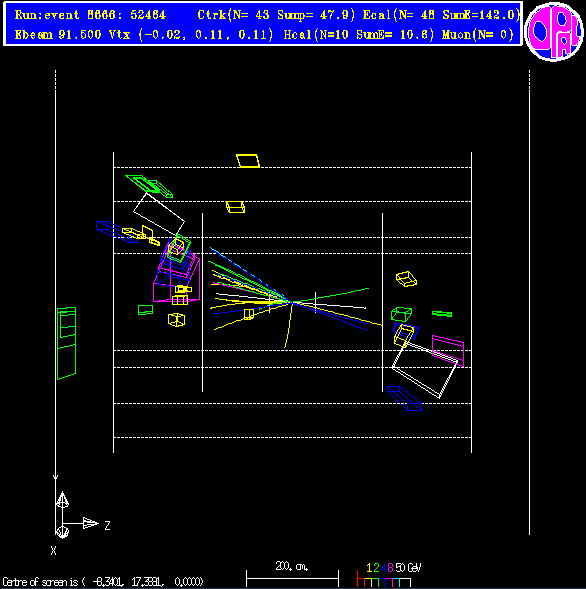 Run:event 8666: 52464 Ctrk(N= 43 Sump= 47.9) Ecal(N= 48 SumE=142.0)
Ebeam 91.500 Vtx (-0.02, 0.11, 0.11) Hcal(N=10 SumE= 10.6) Muon(N= 0)
OPAL
Z
X
200. cm.
1 2 4 8 50 GeV
Centre of screen is ( -8.3401, 17.3581, 0.0000)